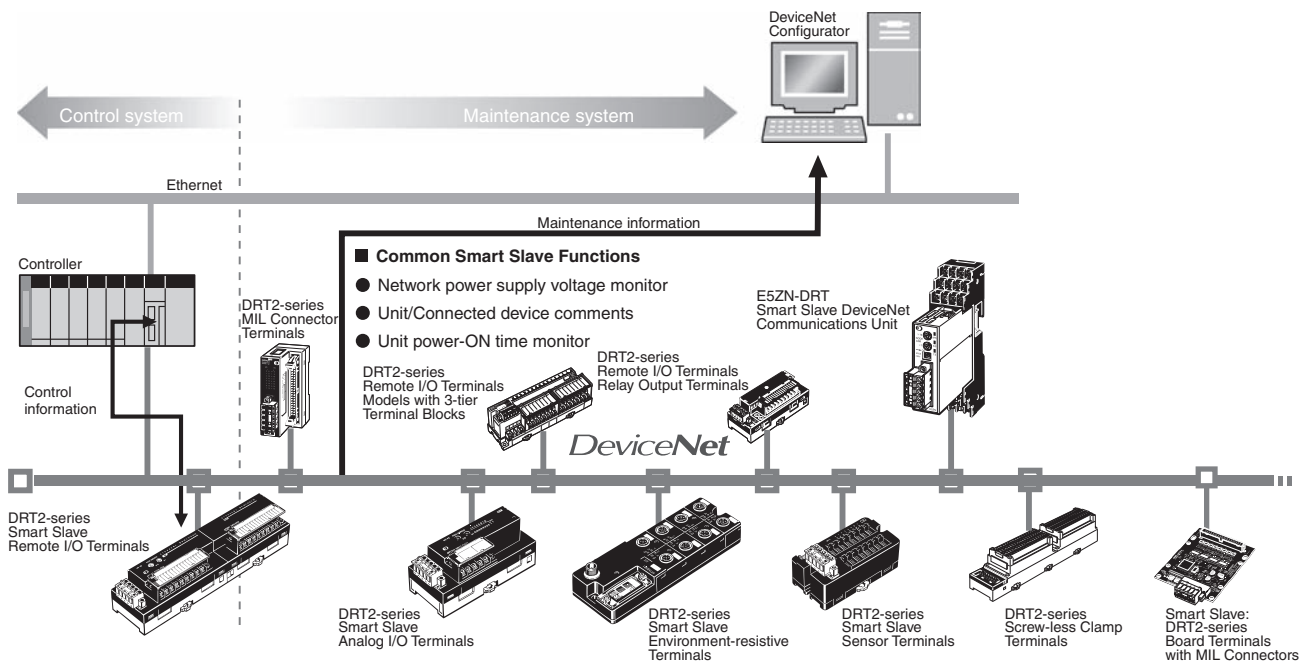 DeviceNet
Configurator
Control system
Maintenance system
Ethernet
Maintenance information
■ Common Smart Slave Functions
● Network power supply voltage monitor
● Unit/Connected device comments
● Unit power-ON time monitor
Controller
DRT2-series
MIL Connector
Terminals
E5ZN-DRT
Smart Slave DeviceNet
Communications Unit
DRT2-series
Remote I/O Terminals
Models with 3-tier
Terminal Blocks
DRT2-series
Remote I/O Terminals
Relay Output Terminals
Control
information
DeviceNet
DRT2-series
Smart Slave
Remote I/O Terminals
DRT2-series
Smart Slave
Analog I/O Terminals
DRT2-series
Smart Slave
Environment-resistive
Terminals
DRT2-series
Smart Slave
Sensor Terminals
DRT2-series
Screw-less Clamp
Terminals
Smart Slave:
DRT2-series
Board Terminals
with MIL Connectors